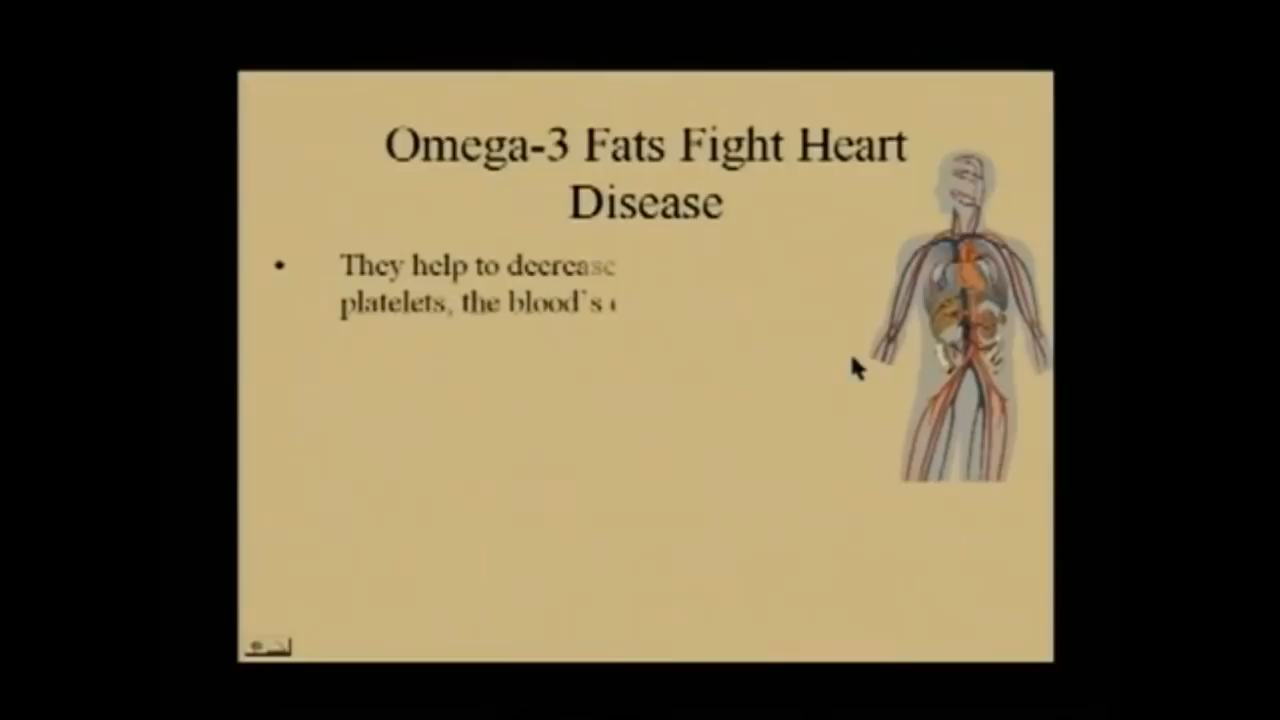 Omega-3 Fats Fight Heart
Disease
• They help to decrease
platelets, the blood's